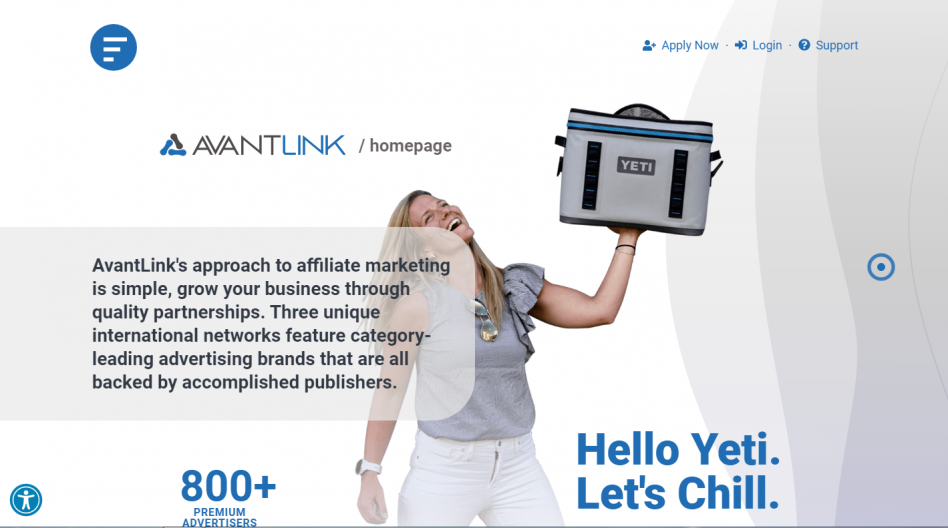 Apply Now · Login · Support
AVANTLINK / homepage
YETI
AvantLink's approach to affiliate marketing
is simple, grow your business through
quality partnerships. Three unique
international networks feature category-
leading advertising brands that are all
backed by accomplished publishers.
Hello Yeti.
Let's Chill.
800+
PREMIUM
ADVERTISERS